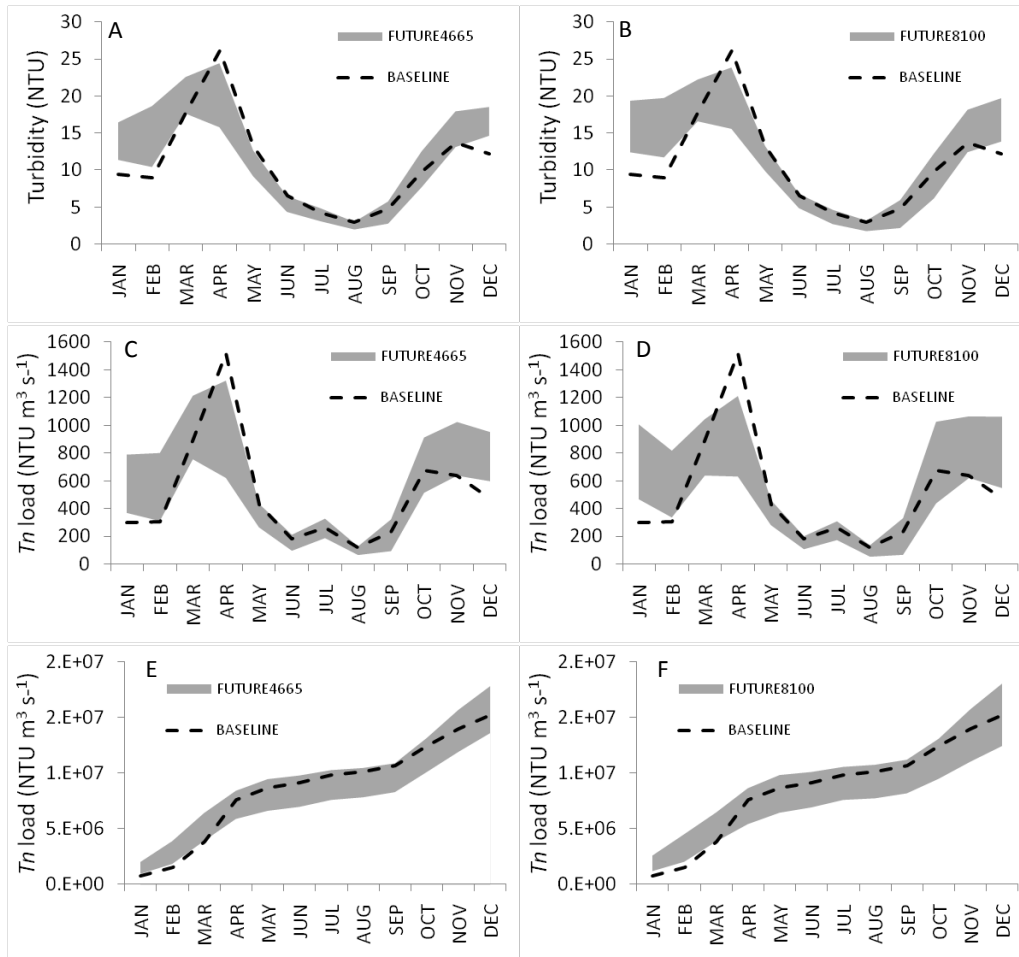 A
Turbidity (NTU)
30
25
20
15
10
5
0
FUTURE4665
BASELINE
JAN FEB MAR APR MAY JUN JUL AUG SEP OCT NOV DEC
B
Turbidity (NTU)
30
25
20
15
10
5
0
FUTURE8100
BASELINE
JAN FEB MAR APR MAY JUN JUL AUG SEP OCT NOV DEC
C
Tn load (NTU m³ s⁻¹)
1600
1400
1200
1000
800
600
400
200
0
FUTURE4665
BASELINE
JAN FEB MAR APR MAY JUN JUL AUG SEP OCT NOV DEC
D
Tn load (NTU m³ s⁻¹)
1600
1400
1200
1000
800
600
400
200
0
FUTURE8100
BASELINE
JAN FEB MAR APR MAY JUN JUL AUG SEP OCT NOV DEC
E
Tn load (NTU m³ s⁻¹)
2.E+07
2.E+07
1.E+07
5.E+06
0.E+00
FUTURE4665
BASELINE
JAN FEB MAR APR MAY JUN JUL AUG SEP OCT NOV DEC
F
Tn load (NTU m³ s⁻¹)
2.E+07
2.E+07
1.E+07
5.E+06
0.E+00
FUTURE8100
BASELINE
JAN FEB MAR APR MAY JUN JUL AUG SEP OCT NOV DEC